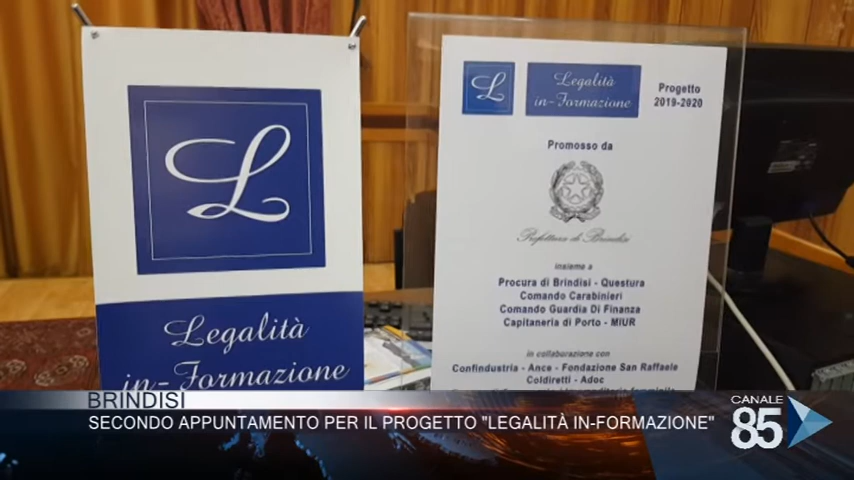 L
Legalità
in-Formazione
L
Legalità
in-Formazione
Progetto
2019-2020
Promosso da
Prefettura di Brindisi
insieme a
Procura di Brindisi - Questura
Comando Carabinieri
Comando Guardia Di Finanza
Capitaneria di Porto - MIUR
in collaborazione con
Confindustria - Ance - Fondazione San Raffaele
Coldiretti - Adoc
BRINDISI
SECONDO APPUNTAMENTO PER IL PROGETTO "LEGALITÀ IN-FORMAZIONE"
CANALE
85